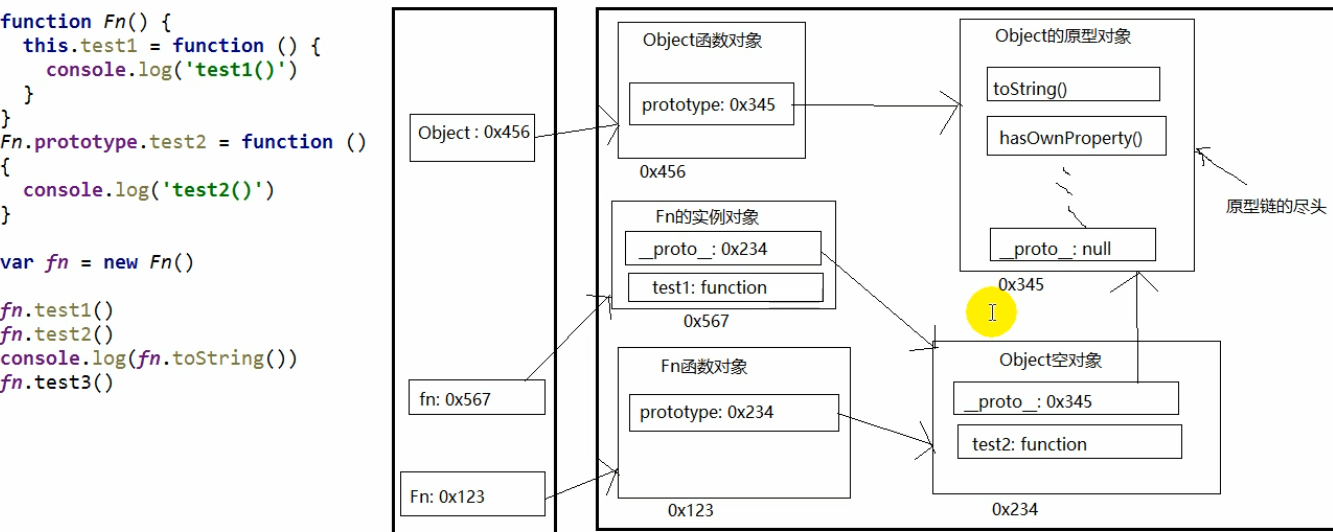 function Fn() {
this.test1 = function () {
console.log('test1()')
}
}
Fn.prototype.test2 = function ()
{
console.log('test2()')
}
var fn = new Fn()
fn.test1()
fn.test2()
console.log(fn.toString())
fn.test3()
Object : 0x456
fn: 0x567
Fn: 0x123
Object函数对象
prototype: 0x345
0x456
Fn的实例对象
__proto__: 0x234
test1: function
0x567
Fn函数对象
prototype: 0x234
0x123
Object的原型对象
toString()
hasOwnProperty()
__proto__: null
0x345
原型链的尽头
Object空对象
__proto__: 0x345
test2: function
0x234